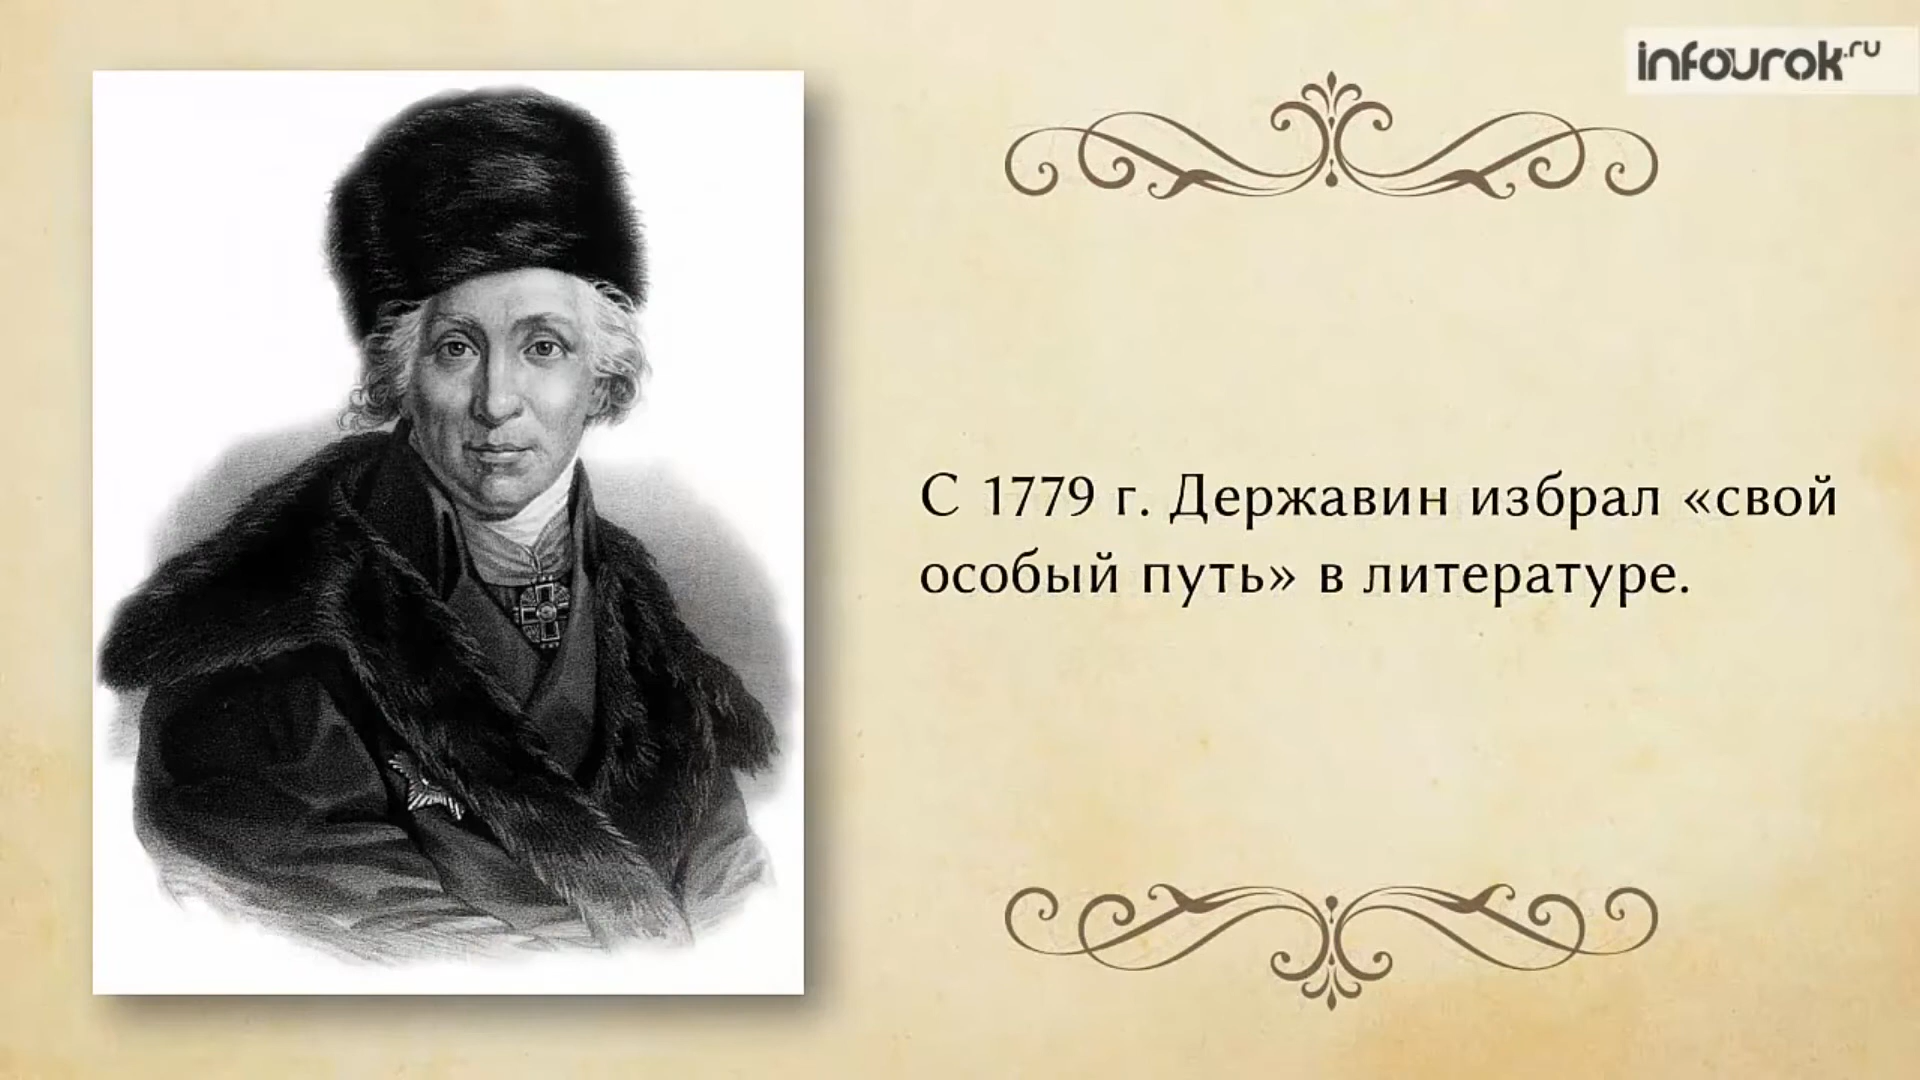 infourok.ru
С 1779 г. Державин избрал «свой
особый путь» в литературе.